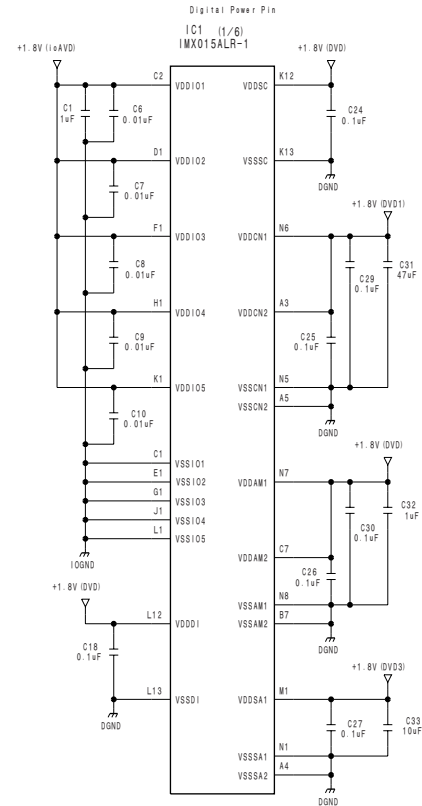 Digital Power Pin
IC1 (1/6)
IMX015ALR-1
+1.8V(ioAVD)
C2 VDDIO1
C1 1uF
C6 0.01uF
D1 VDDIO2
C7 0.01uF
F1 VDDIO3
C8 0.01uF
H1 VDDIO4
C9 0.01uF
K1 VDDIO5
C10 0.01uF
C1 VSSIO1
E1 VSSIO2
G1 VSSIO3
J1 VSSIO4
L1 VSSIO5
IOGND
+1.8V(DVD)
L12 VDDDI
C18 0.1uF
L13 VSSDI
DGND
+1.8V(DVD)
VDDSC K12
C24 0.1uF
VSSSC K13
DGND
+1.8V(DVD1)
VDDCN1 N6
C29 0.1uF
C31 47uF
VDDCN2 A3
C25 0.1uF
VSSCN1 N5
VSSCN2 A5
DGND
+1.8V(DVD)
VDDAM1 N7
C30 0.1uF
C32 1uF
VDDAM2 C7
C26 0.1uF
VSSAM1 N8
VSSAM2 B7
DGND
+1.8V(DVD3)
VDDSA1 M1
C27 0.1uF
C33 10uF
VSSSA1 N1
VSSSA2 A4
DGND